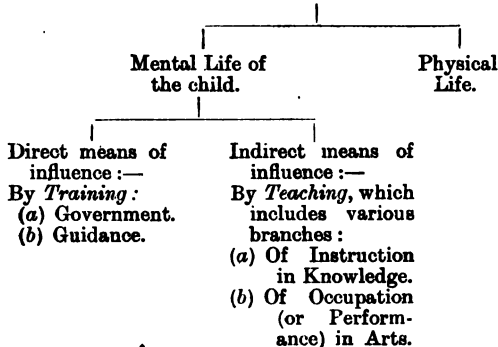 Mental Life of
the child.
Physical
Life.
Direct means of
influence :—
By Training :
(a) Government.
(b) Guidance.
Indirect means of
influence :—
By Teaching, which
includes various
branches :
(a) Of Instruction
in Knowledge.
(b) Of Occupation
(or Perform-
ance) in Arts.